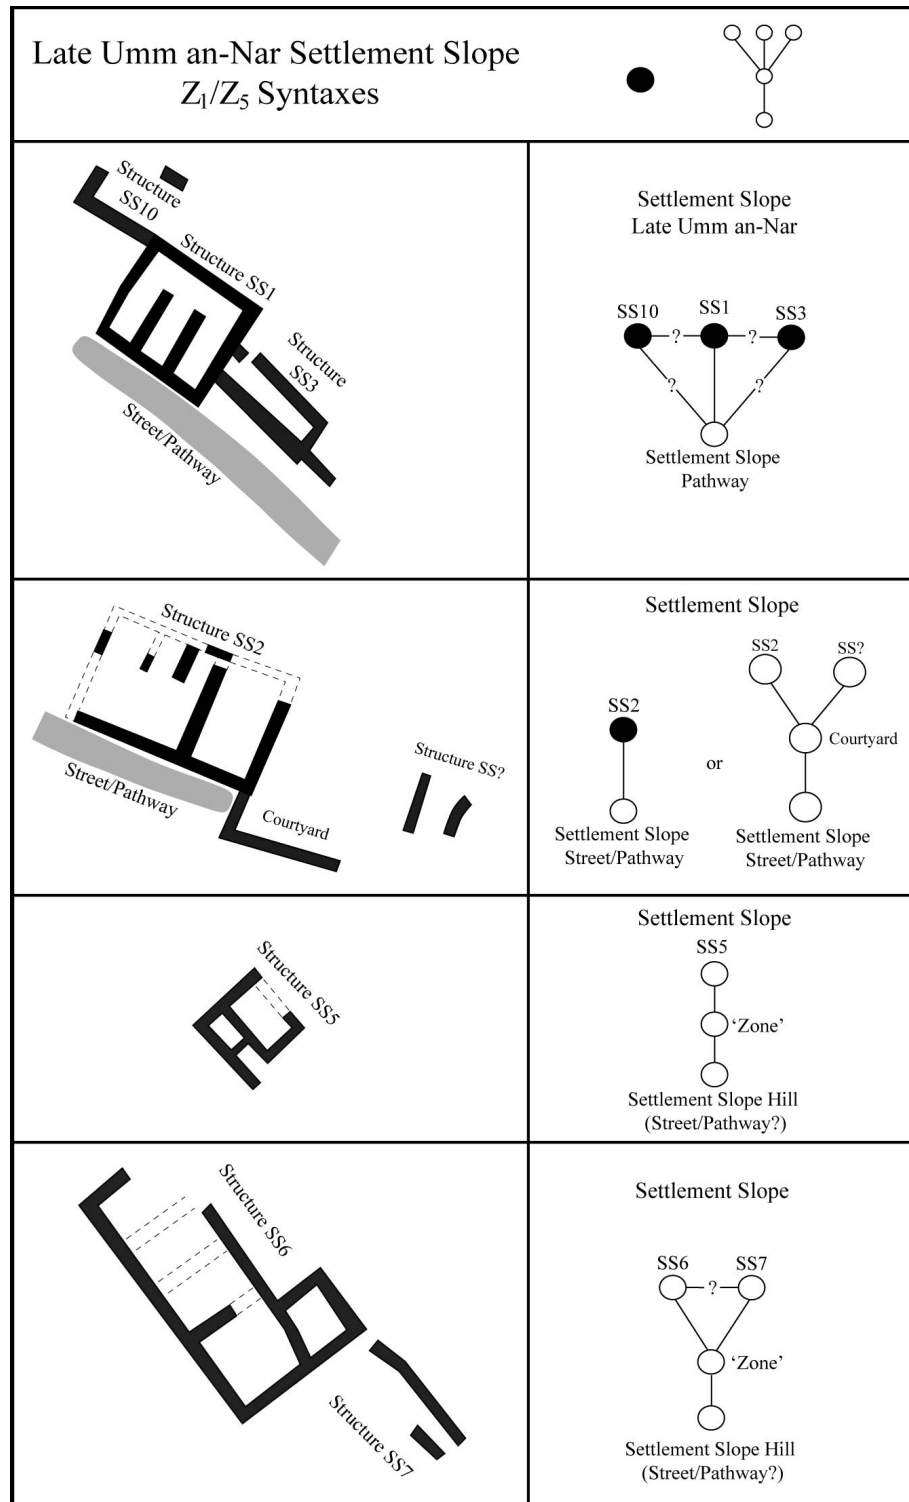 Late Umm an-Nar Settlement Slope
Z₁/Z₅ Syntaxes
Structure
SS10
Structure SS1
Structure
SS3
Street/Pathway
Settlement Slope
Late Umm an-Nar
SS10
SS1
SS3
?
?
?
?
Settlement Slope
Pathway
Structure SS2
Street/Pathway
Courtyard
Structure SS?
Settlement Slope
SS2
Settlement Slope
Street/Pathway
or
SS2
SS?
Courtyard
Settlement Slope
Street/Pathway
Structure SS5
Settlement Slope
SS5
‘Zone’
Settlement Slope Hill
(Street/Pathway?)
Structure SS6
Structure SS7
Settlement Slope
SS6
SS7
?
‘Zone’
Settlement Slope Hill
(Street/Pathway?)